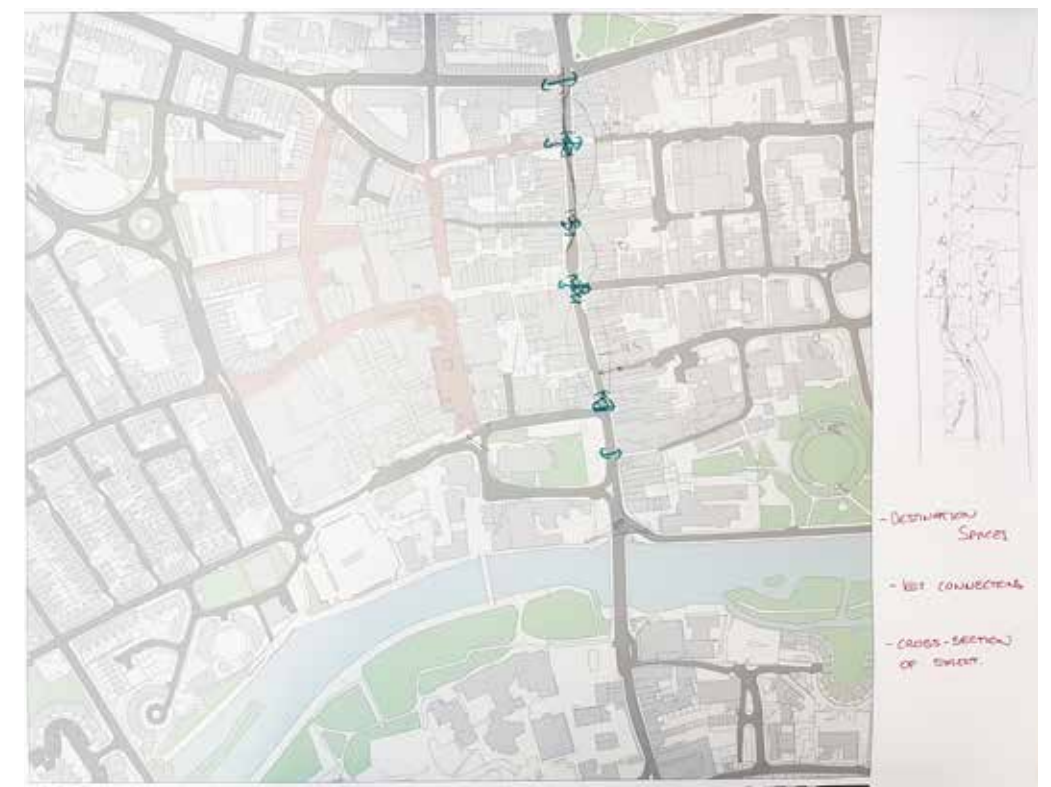 - DESTINATION
SPACES
- KEY CONNECTIONS
- CROSS-SECTION
OF STREET.